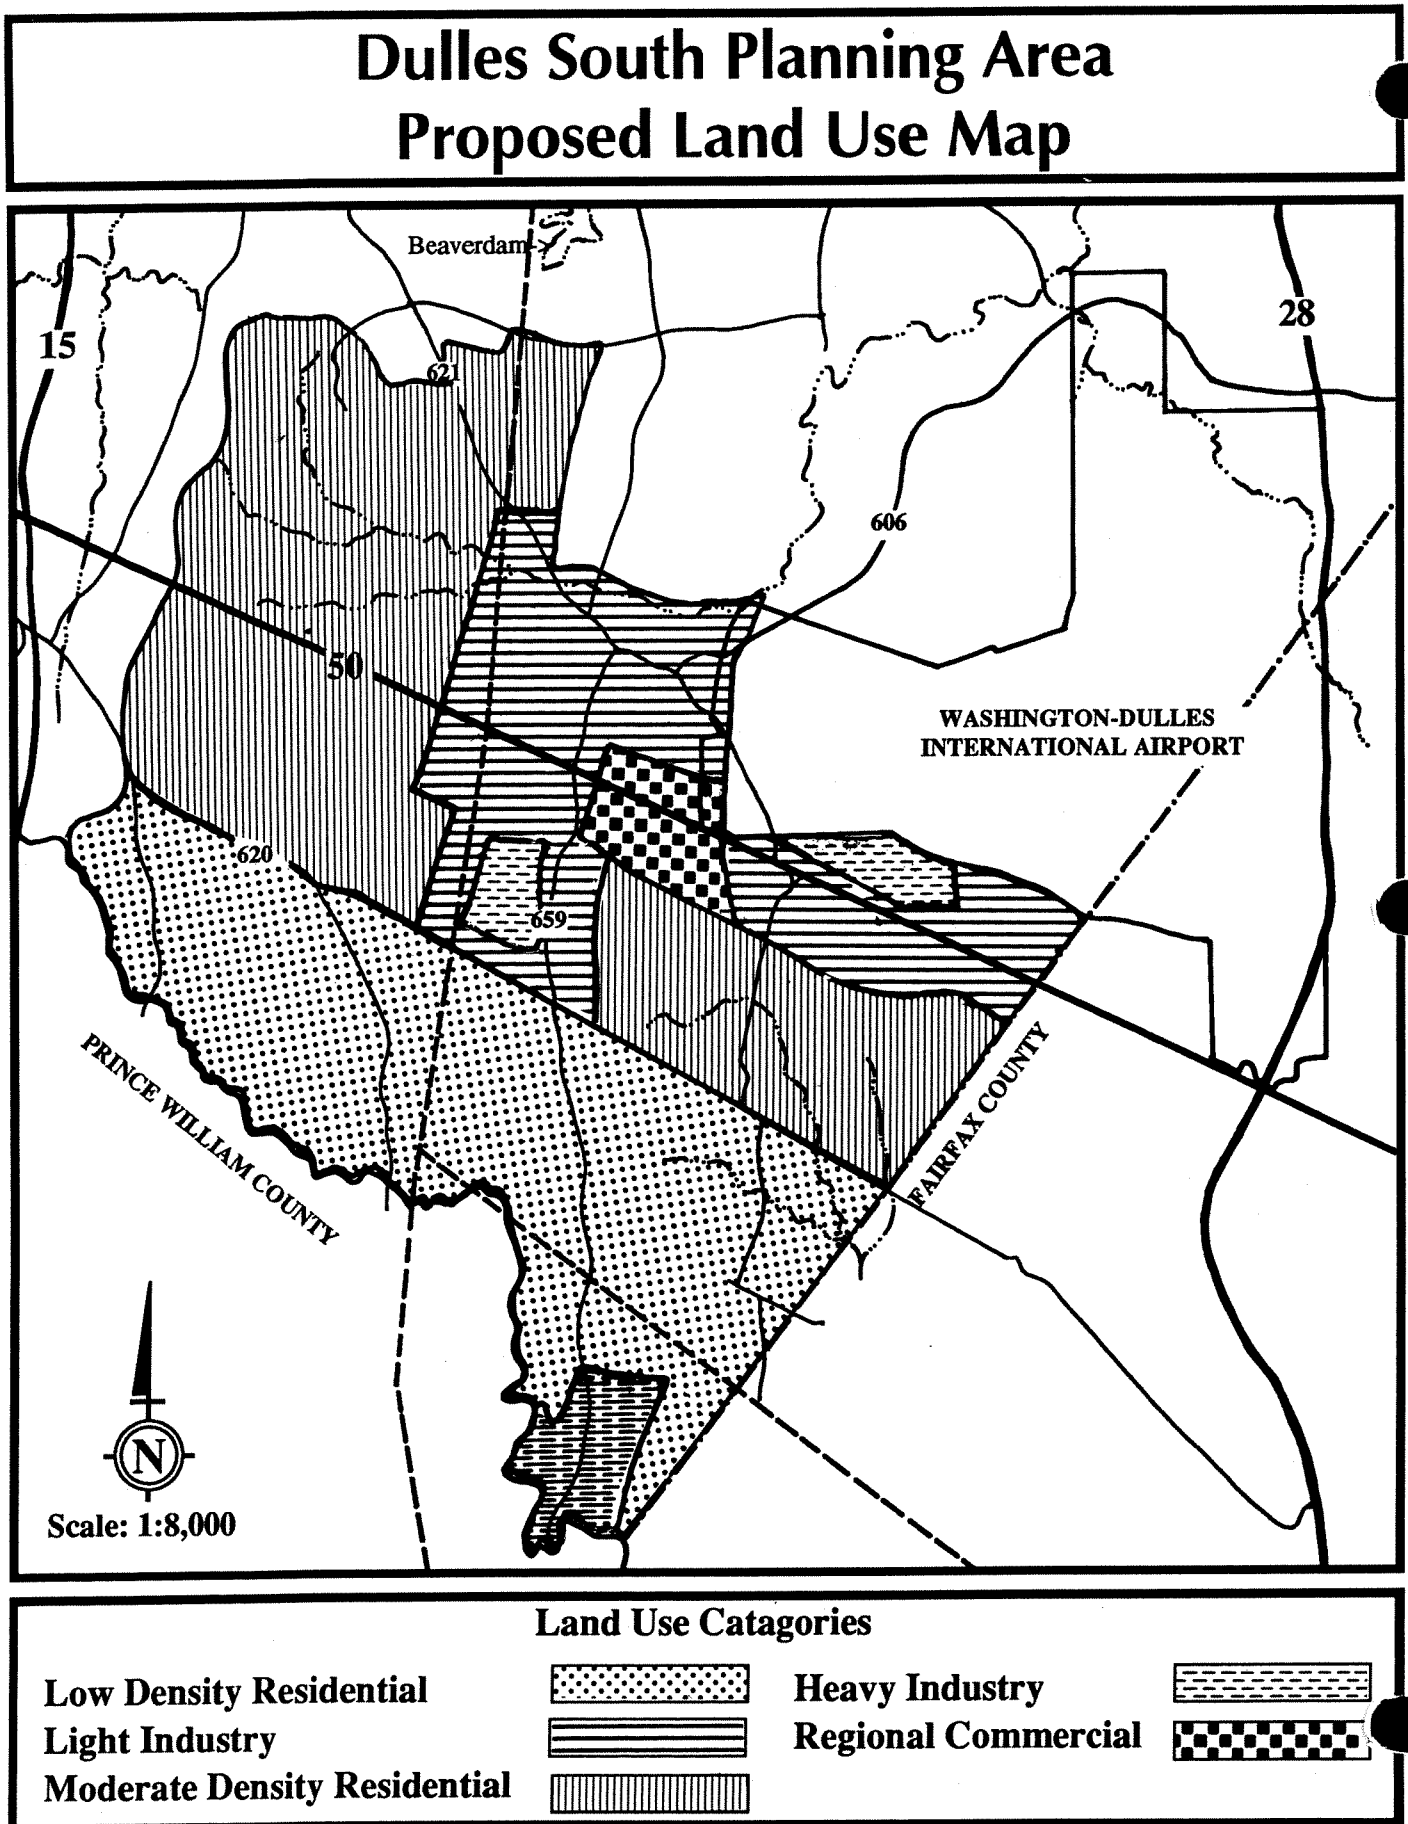 Dulles South Planning Area
Proposed Land Use Map
Beaverdam
15
28
621
606
50
WASHINGTON-DULLES
INTERNATIONAL AIRPORT
620
659
PRINCE WILLIAM COUNTY
FAIRFAX COUNTY
N
Scale: 1:8,000
Land Use Catagories
Low Density Residential
Light Industry
Moderate Density Residential
Heavy Industry
Regional Commercial